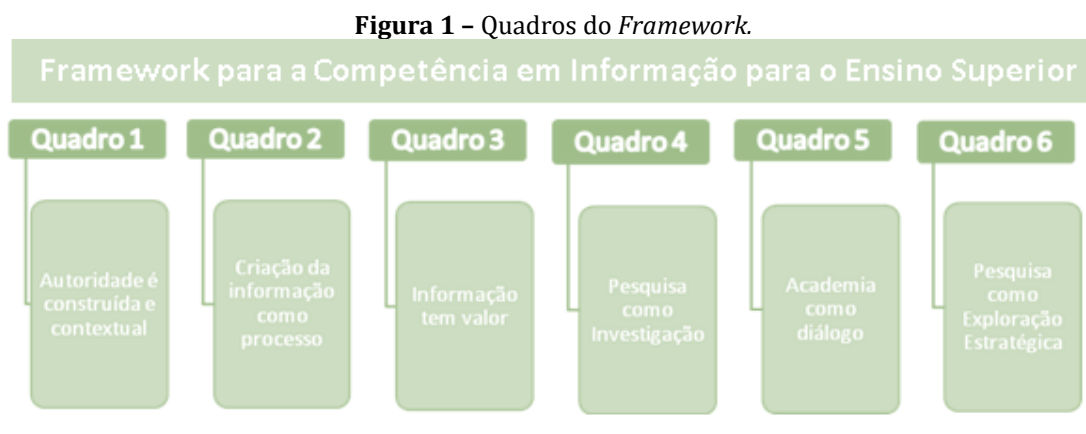 Figura 1 – Quadros do Framework.
Framework para a Competência em Informação para o Ensino Superior
Quadro 1
Quadro 2
Quadro 3
Quadro 4
Quadro 5
Quadro 6
Autoridade é
construída e
contextual
Criação da
informação
como
processo
Informação
tem valor
Pesquisa
como
Investigação
Academia
como
diálogo
Pesquisa
como
Exploração
Estratégica